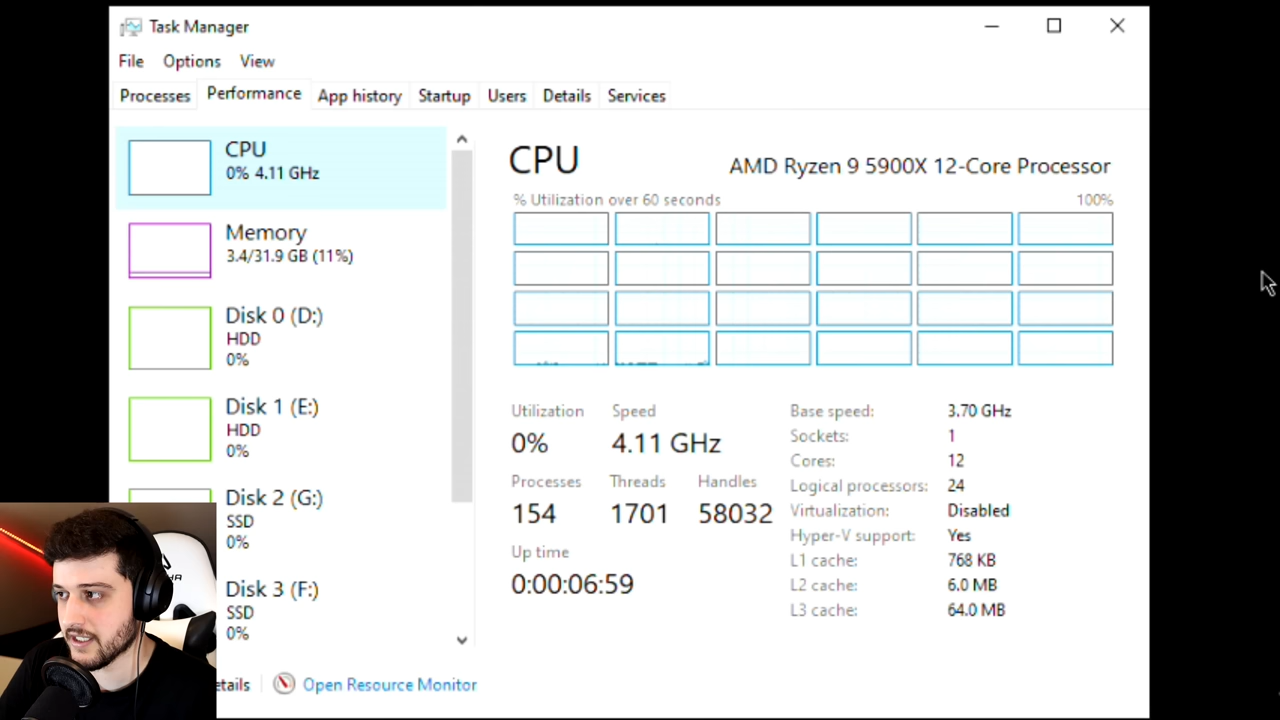 Task Manager
File Options View
Processes Performance App history Startup Users Details Services
CPU
0% 4.11 GHz
Memory
3.4/31.9 GB (11%)
Disk 0 (D:)
HDD
0%
Disk 1 (E:)
HDD
0%
Disk 2 (G:)
SSD
0%
Disk 3 (F:)
SSD
0%
CPU AMD Ryzen 9 5900X 12-Core Processor
% Utilization over 60 seconds 100%
Utilization Speed
0% 4.11 GHz
Processes Threads Handles
154 1701 58032
Up time
0:00:06:59
Base speed: 3.70 GHz
Sockets: 1
Cores: 12
Logical processors: 24
Virtualization: Disabled
Hyper-V support: Yes
L1 cache: 768 KB
L2 cache: 6.0 MB
L3 cache: 64.0 MB
etails Open Resource Monitor